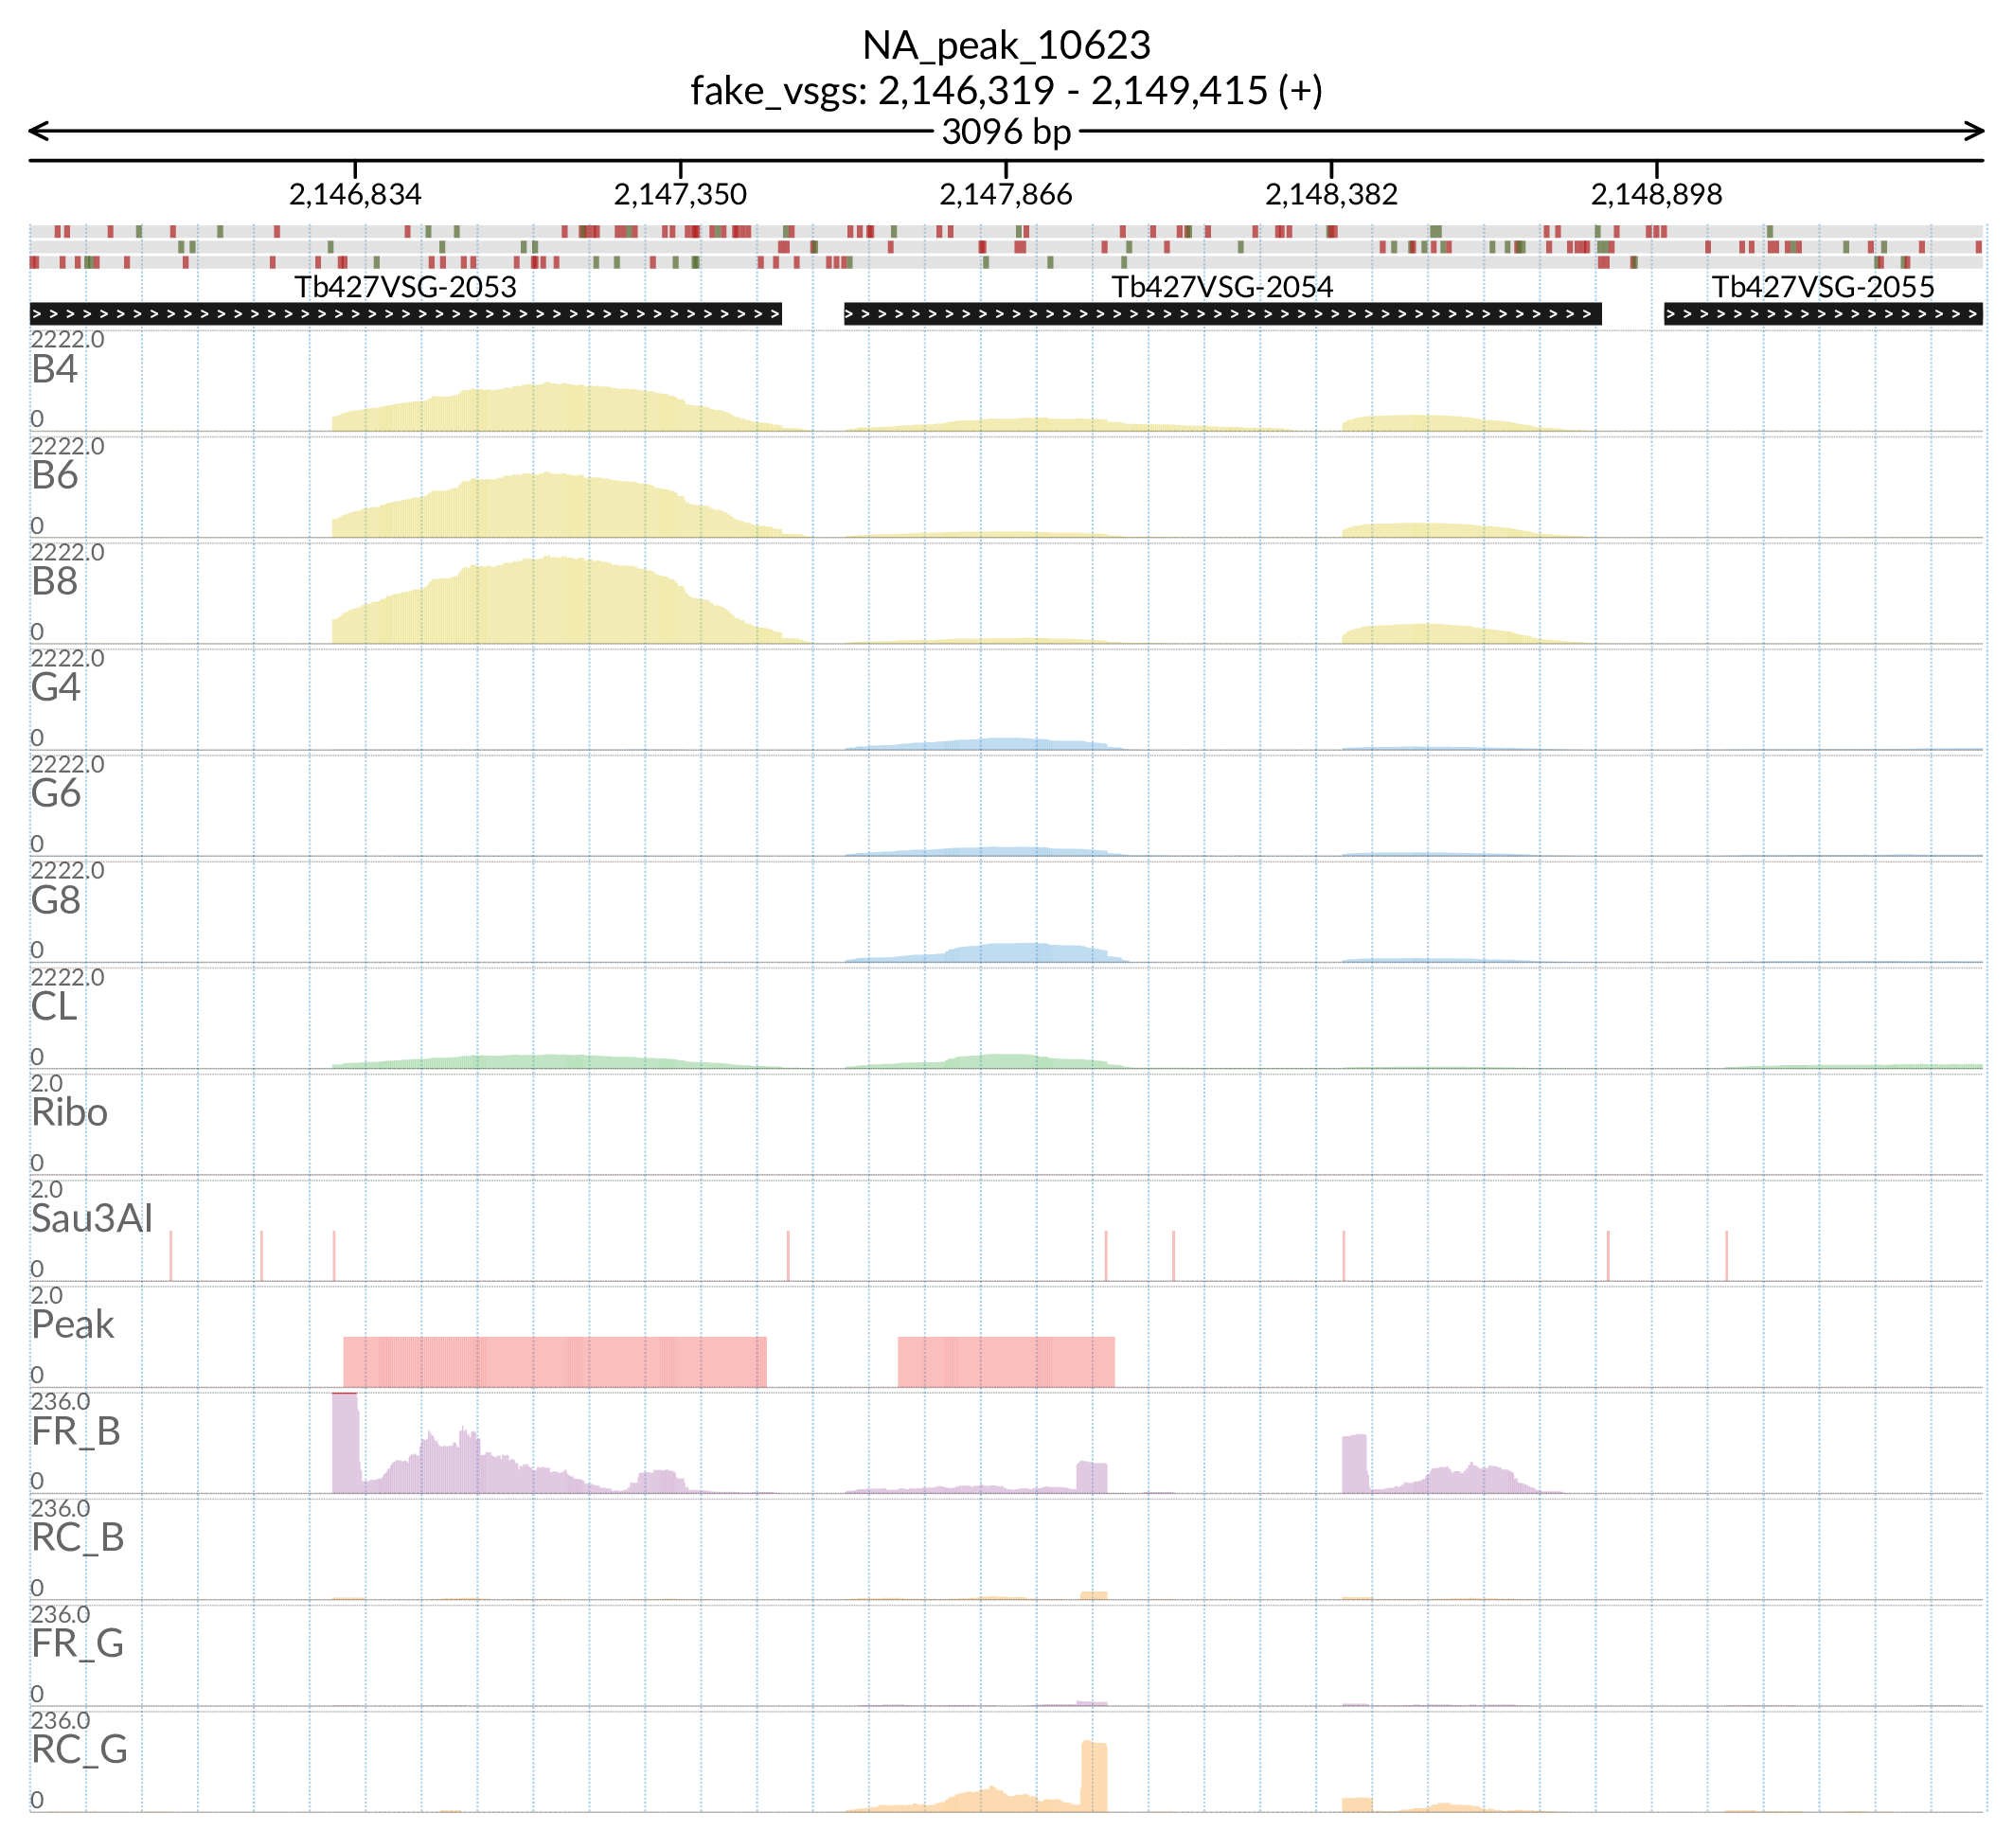 NA_peak_10623
fake_vsgs: 2,146,319 - 2,149,415 (+)
3096 bp
2,146,834 2,147,350 2,147,866 2,148,382 2,148,898
Tb427VSG-2053 Tb427VSG-2054 Tb427VSG-2055
2222.0
B4
0
2222.0
B6
0
2222.0
B8
0
2222.0
G4
0
2222.0
G6
0
2222.0
G8
0
2222.0
CL
0
2.0
Ribo
0
2.0
Sau3AI
0
2.0
Peak
0
236.0
FR_B
0
236.0
RC_B
0
236.0
FR_G
0
236.0
RC_G
0